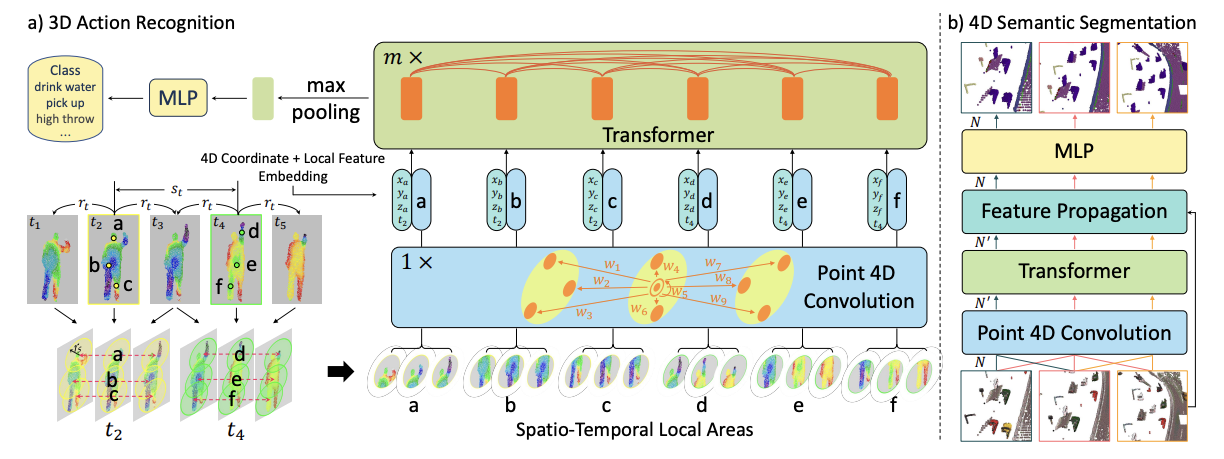 a) 3D Action Recognition
Class
drink water
pick up
high throw
...
MLP
max
pooling
m ×
Transformer
4D Coordinate + Local Feature
Embedding
x_a
y_a
z_a
t_2
a
x_b
y_b
z_b
t_2
b
x_c
y_c
z_c
t_2
c
x_d
y_d
z_d
t_4
d
x_e
y_e
z_e
t_4
e
x_f
y_f
z_f
t_4
f
s_t
r_t
r_t
r_t
r_t
t_1
t_2
t_3
t_4
t_5
a
b
c
d
e
f
1 ×
w_1
w_2
w_3
w_4
w_5
w_6
w_7
w_8
w_9
Point 4D
Convolution
r_s
a
b
c
t_2
d
e
f
t_4
a
b
c
d
e
f
Spatio-Temporal Local Areas
b) 4D Semantic Segmentation
N
MLP
N
Feature Propagation
N′
Transformer
N′
Point 4D Convolution
N